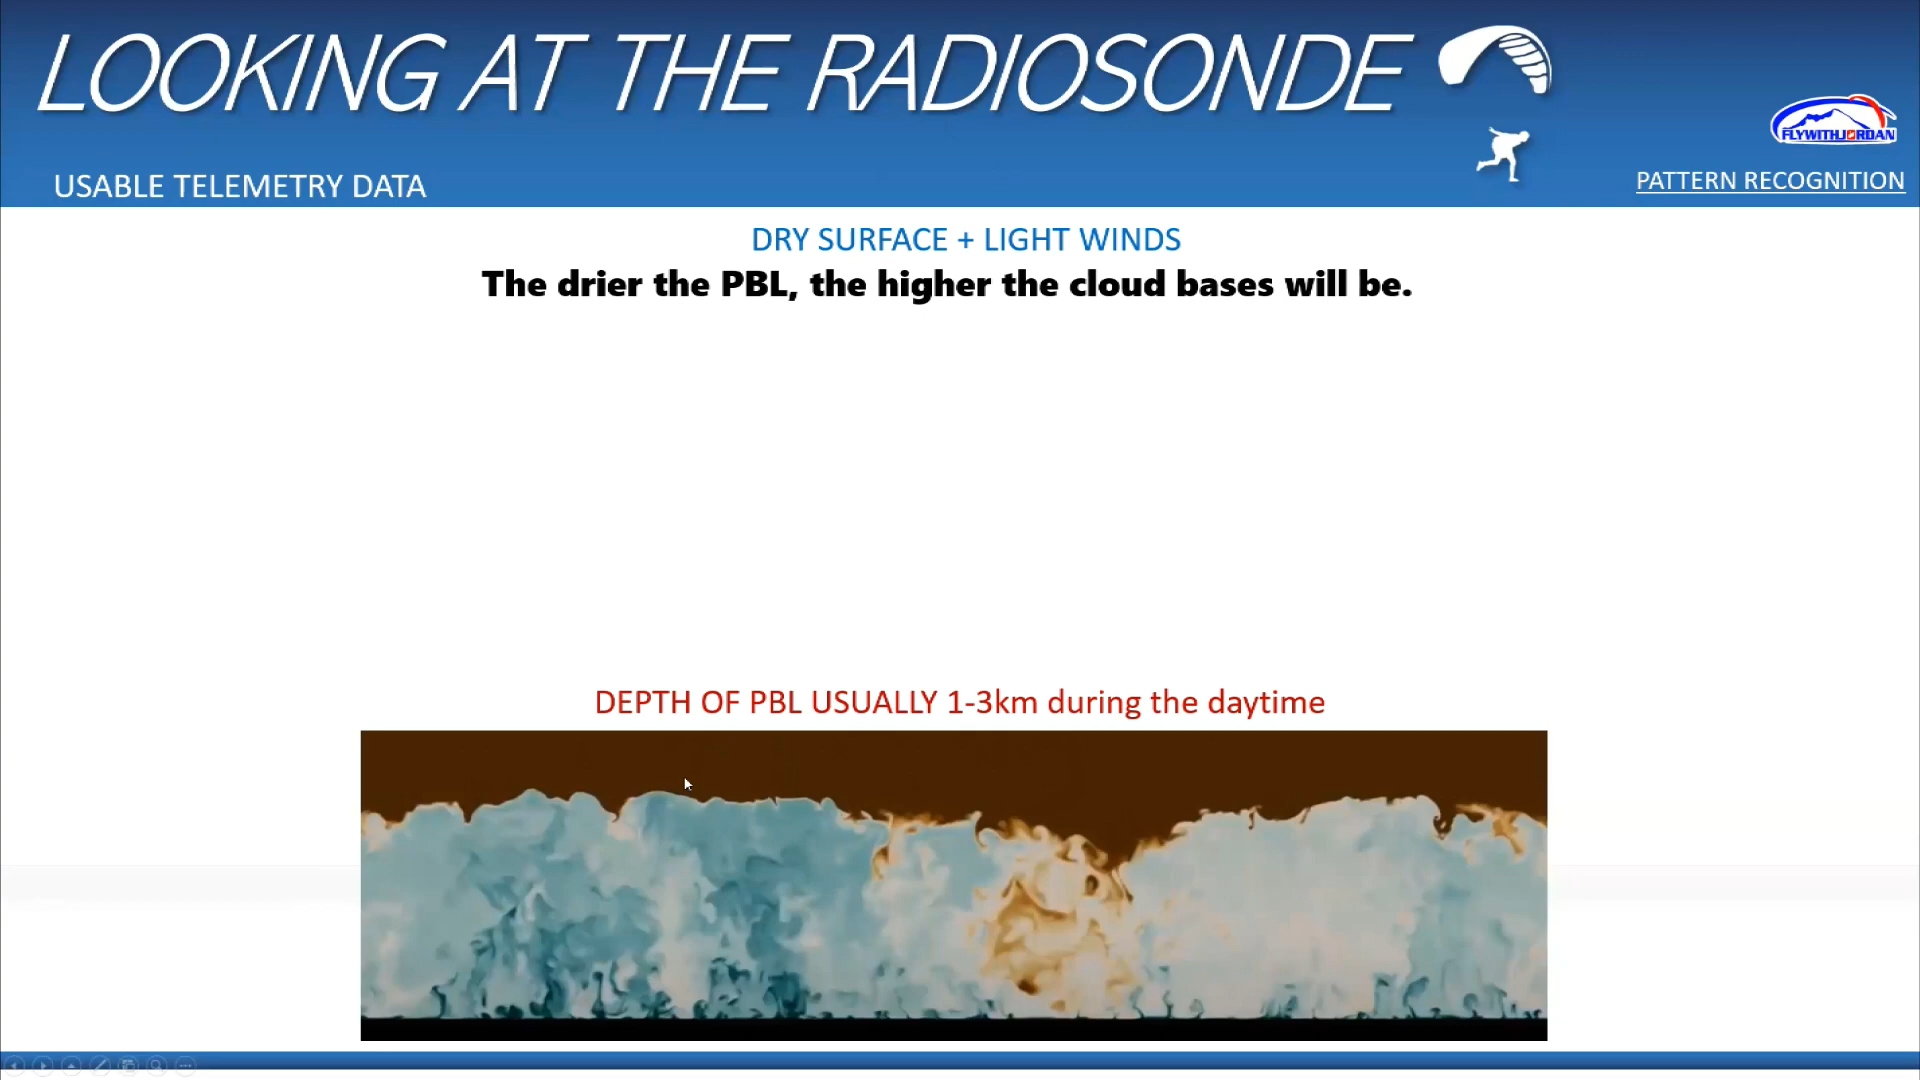 LOOKING AT THE RADIOSONDE
FLYWITHJORDAN
USABLE TELEMETRY DATA
PATTERN RECOGNITION
DRY SURFACE + LIGHT WINDS
The drier the PBL, the higher the cloud bases will be.
DEPTH OF PBL USUALLY 1-3km during the daytime